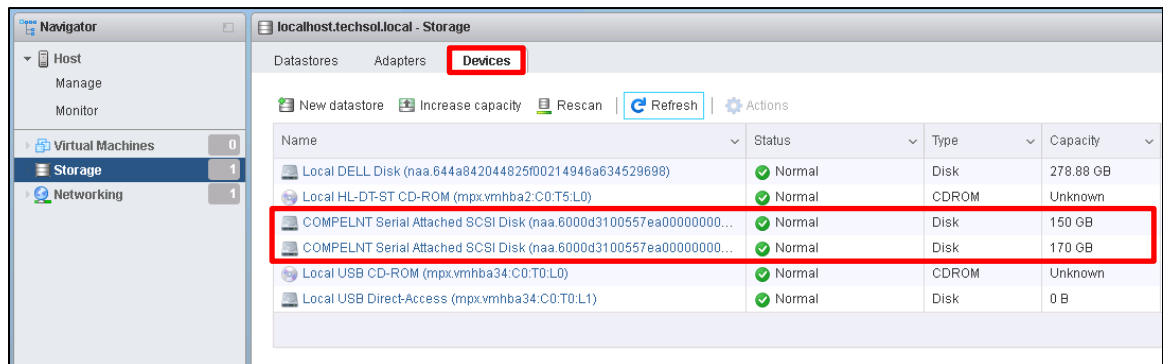 Navigator
Host
Manage
Monitor
Virtual Machines 0
Storage 1
Networking 1
localhost.techsol.local - Storage
Datastores Adapters Devices
New datastore Increase capacity Rescan Refresh Actions
Name Status Type Capacity
Local DELL Disk (naa.644a842044825f00214946a634529698) Normal Disk 278.88 GB
Local HL-DT-ST CD-ROM (mpx.vmhba2:C0:T5:L0) Normal CDROM Unknown
COMPELNT Serial Attached SCSI Disk (naa.6000d3100557ea00000000... Normal Disk 150 GB
COMPELNT Serial Attached SCSI Disk (naa.6000d3100557ea00000000... Normal Disk 170 GB
Local USB CD-ROM (mpx.vmhba34:C0:T0:L0) Normal CDROM Unknown
Local USB Direct-Access (mpx.vmhba34:C0:T0:L1) Normal Disk 0 B